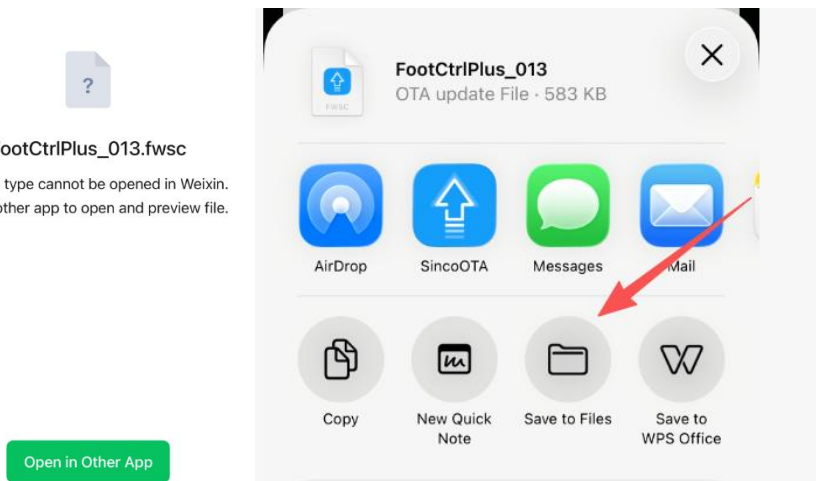 ?
ootCtrlPlus_013.fwsc
type cannot be opened in Weixin.
other app to open and preview file.
Open in Other App
FWSC
FootCtrlPlus_013
OTA update File · 583 KB
AirDrop
SincoOTA
Messages
Mail
Copy
New Quick
Note
Save to Files
Save to
WPS Office